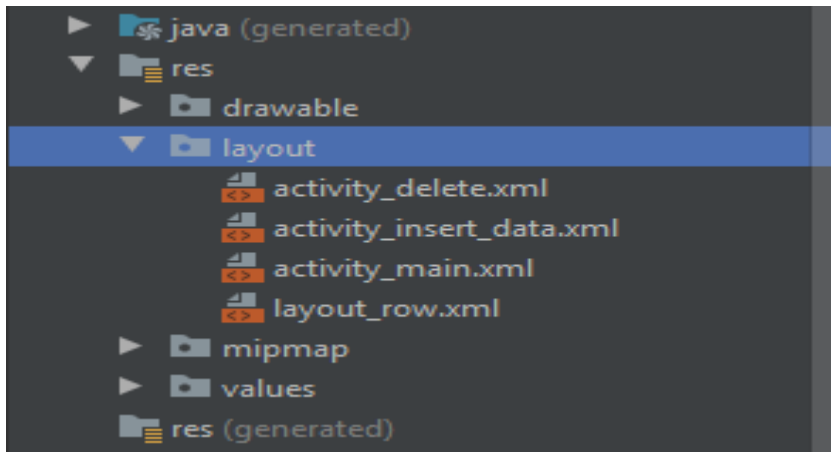 java (generated)
res
drawable
layout
activity_delete.xml
activity_insert_data.xml
activity_main.xml
layout_row.xml
mipmap
values
res (generated)